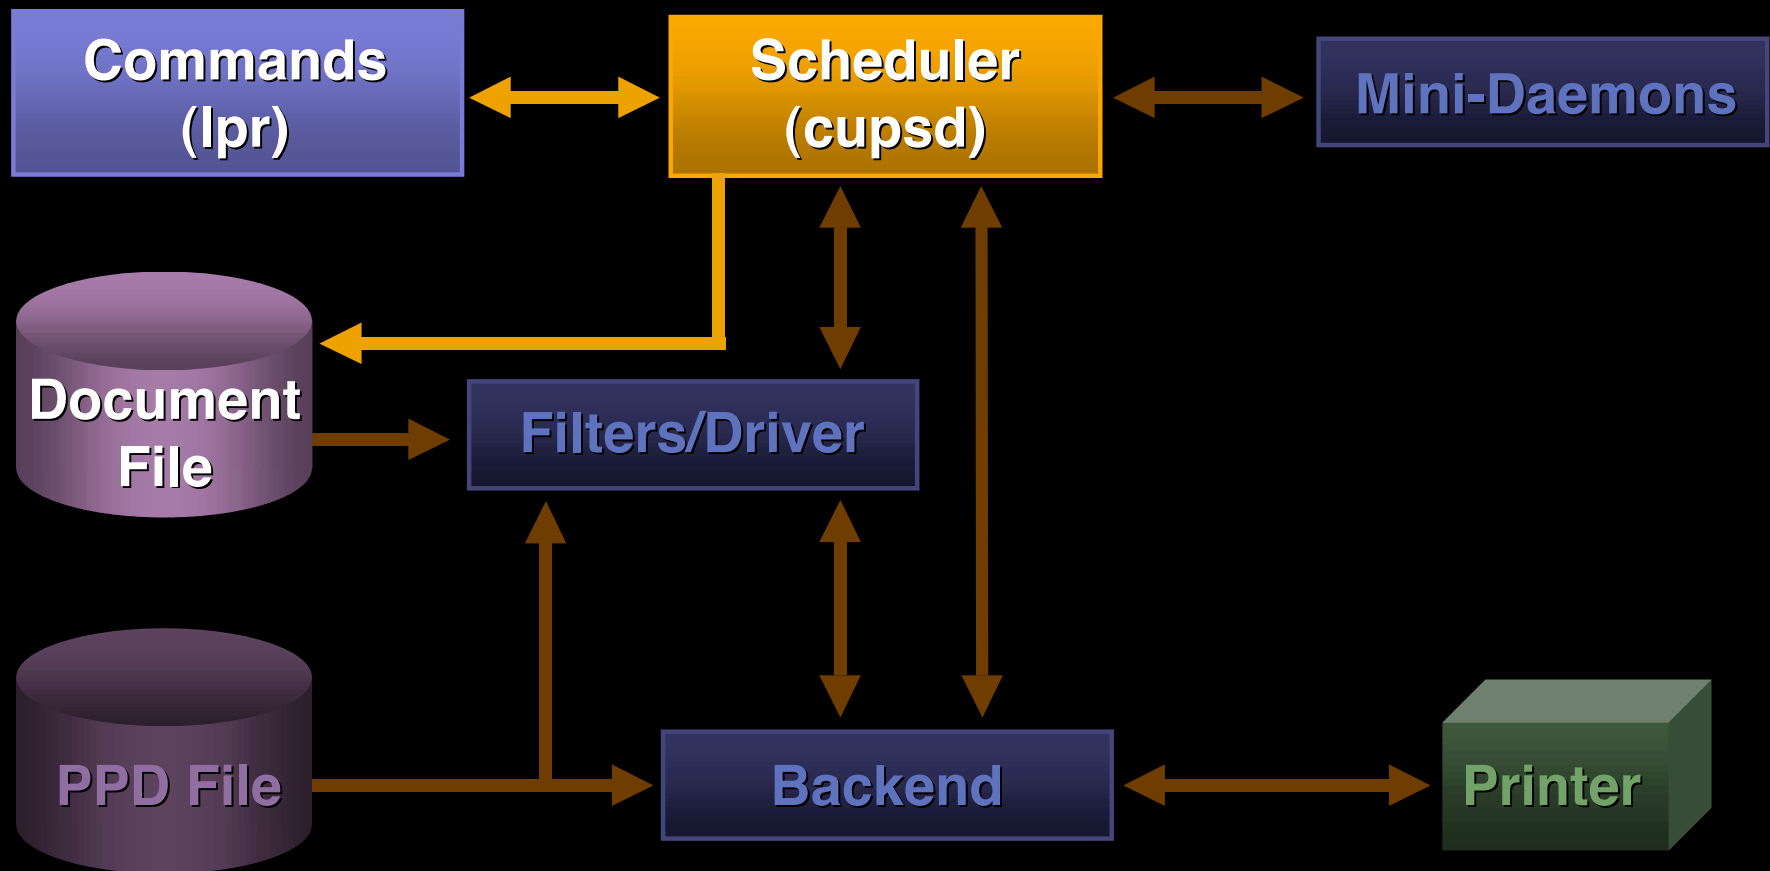 Commands
(lpr)
Scheduler
(cupsd)
Mini-Daemons
Document
File
Filters/Driver
PPD File
Backend
Printer